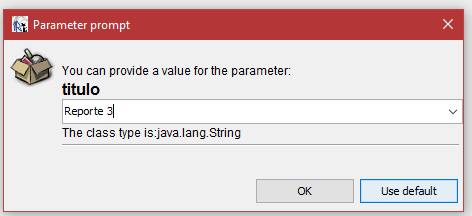 Parameter prompt
You can provide a value for the parameter:
titulo
Reporte 3
The class type is:java.lang.String
OK
Use default